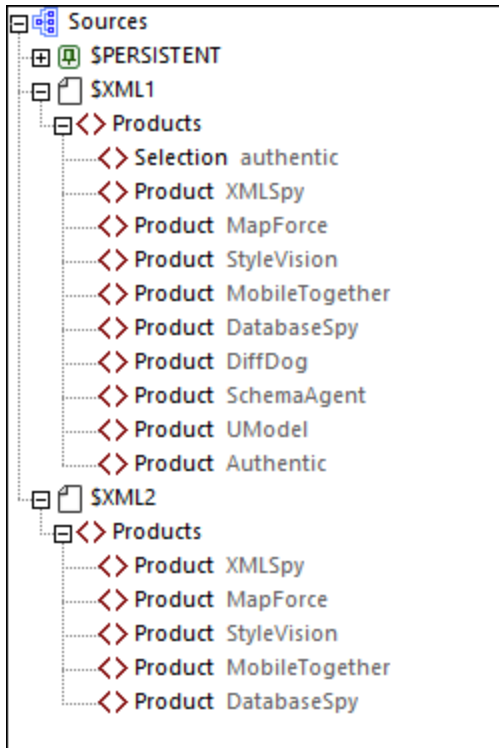 Sources
$PERSISTENT
$XML1
Products
Selection authentic
Product XMLSpy
Product MapForce
Product StyleVision
Product MobileTogether
Product DatabaseSpy
Product DiffDog
Product SchemaAgent
Product UModel
Product Authentic
$XML2
Products
Product XMLSpy
Product MapForce
Product StyleVision
Product MobileTogether
Product DatabaseSpy